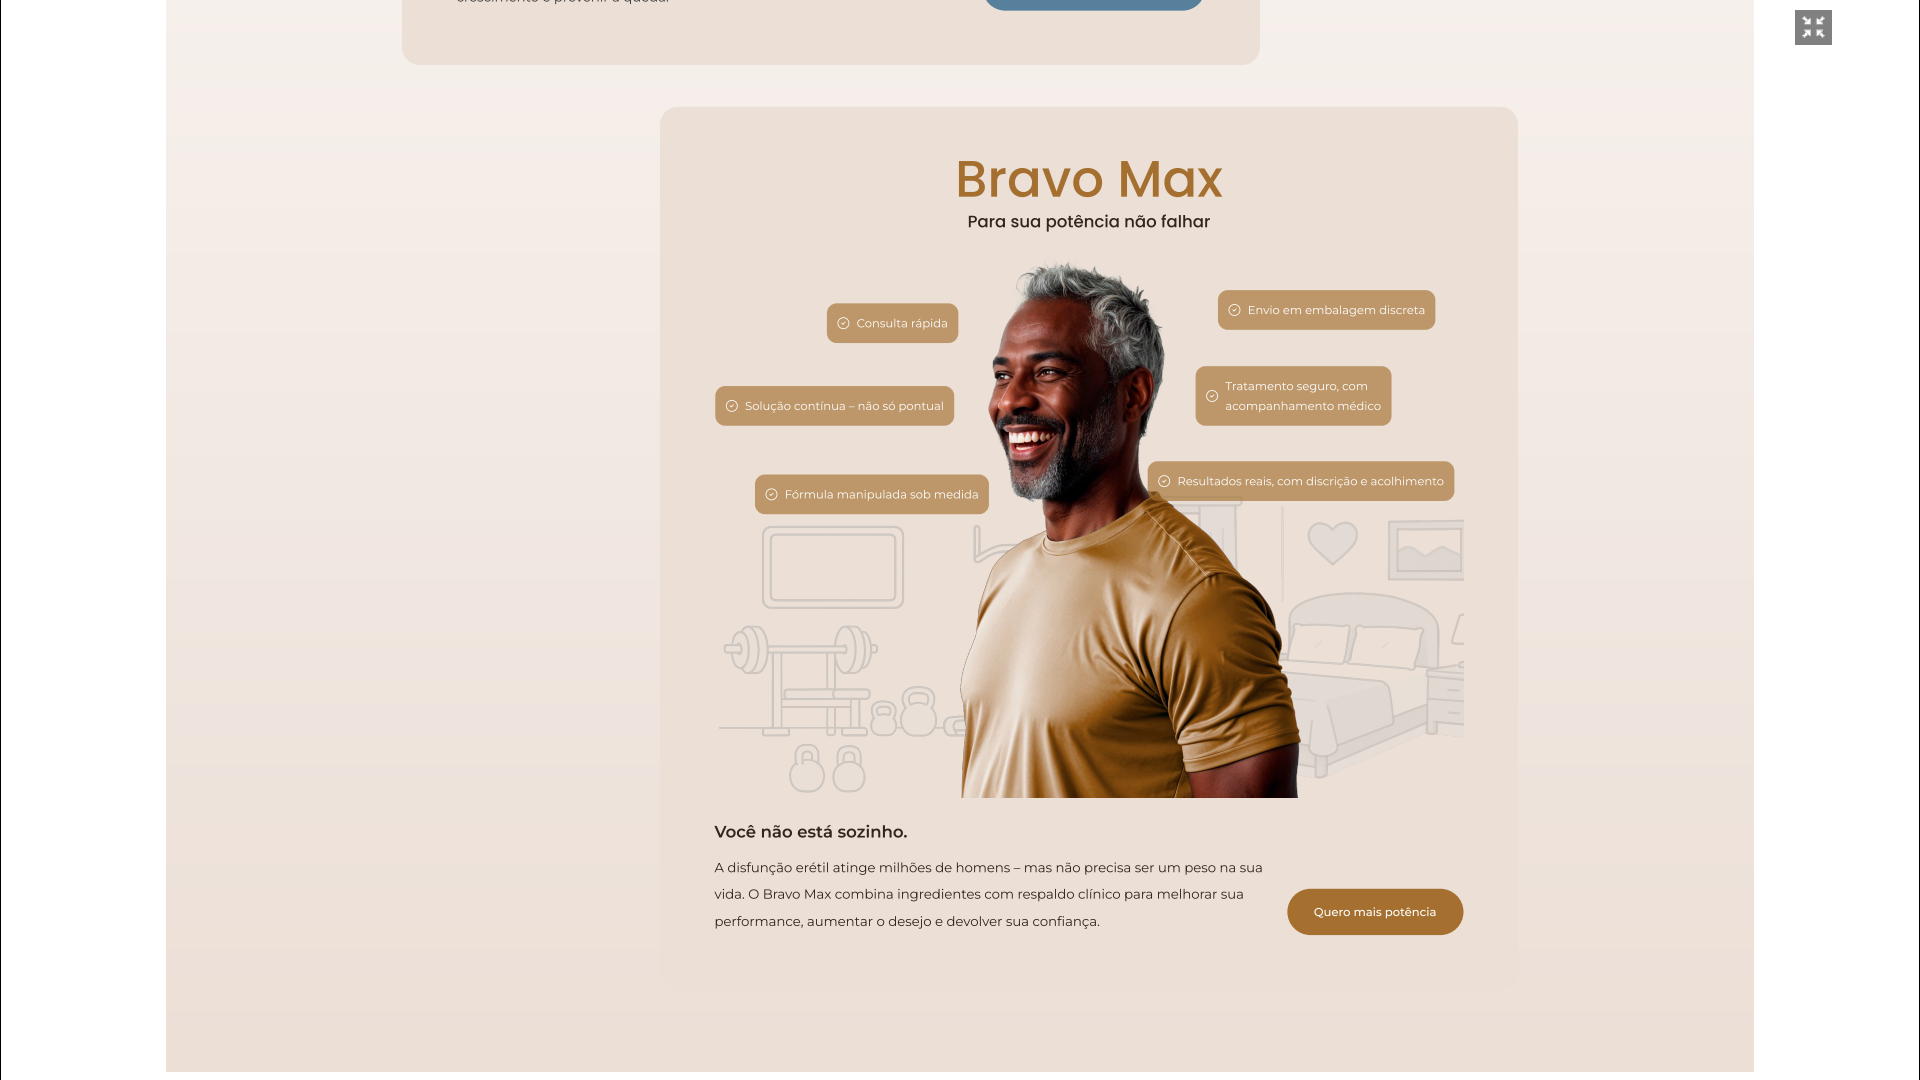 Bravo Max
Para sua potência não falhar
Consulta rápida
Envio em embalagem discreta
Solução contínua – não só pontual
Tratamento seguro, com
acompanhamento médico
Fórmula manipulada sob medida
Resultados reais, com discrição e acolhimento
Você não está sozinho.
A disfunção erétil atinge milhões de homens – mas não precisa ser um peso na sua
vida. O Bravo Max combina ingredientes com respaldo clínico para melhorar sua
performance, aumentar o desejo e devolver sua confiança.
Quero mais potência